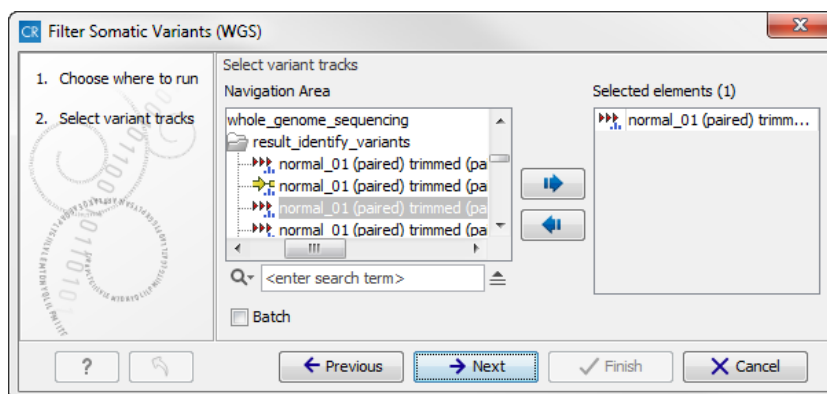 CR Filter Somatic Variants (WGS)
1. Choose where to run
2. Select variant tracks
Select variant tracks
Navigation Area
whole_genome_sequencing
result_identify_variants
normal_01 (paired) trimmed (pa
normal_01 (paired) trimmed (pa
normal_01 (paired) trimmed (pa
normal_01 (paired) trimmed (pa
<enter search term>
Batch
Selected elements (1)
normal_01 (paired) trimm...
? Previous Next Finish Cancel